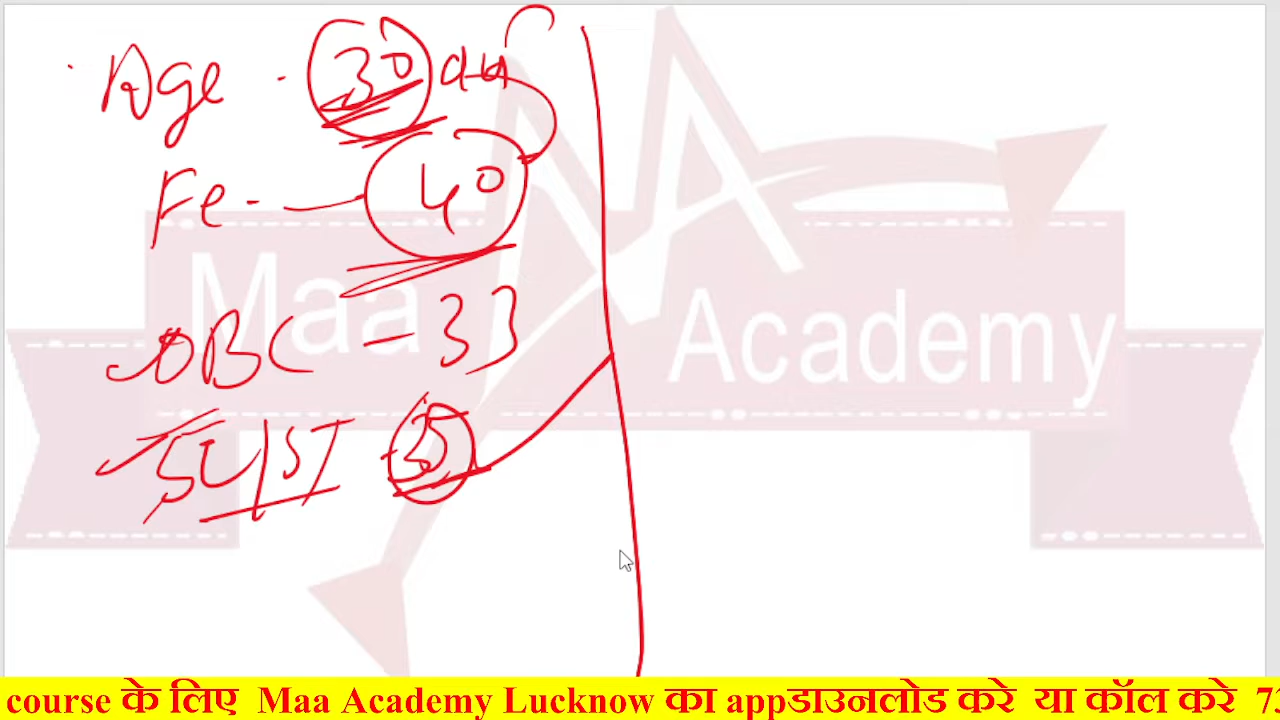 Age - 30
Fe - 40
OBC - 33
SC/ST - 35
Maa Academy
course के लिए Maa Academy Lucknow का appडाउनलोड करे या कॉल करे 73